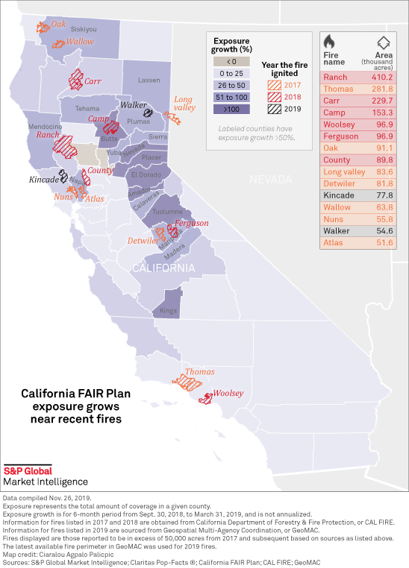 Oak
Siskiyou
Wallow
Exposure
growth (%)
< 0
0 to 25
26 to 50
51 to 100
>100
Year the fire
ignited
2017
2018
2019
Labeled counties have
exposure growth >50%.
Fire
name
Area
(thousand
acres)
Ranch 410.2
Thomas 281.8
Carr 229.7
Camp 153.3
Woolsey 96.9
Ferguson 96.9
Oak 91.1
County 89.8
Long valley 83.6
Detwiler 81.8
Kincade 77.8
Wallow 63.8
Nuns 55.8
Walker 54.6
Atlas 51.6
Carr
Lassen
Tehama
Walker
Long
valley
Plumas
Camp
Butte
Mendocino
Ranch
Sierra
Yuba
Nevada
Placer
County
Kincade
Napa
El Dorado
Nuns
Atlas
Amador
Calaveras
NEVADA
Tuolumne
Ferguson
Detwiler
Mariposa
Madera
CALIFORNIA
Kings
Thomas
Woolsey
California FAIR Plan
exposure grows
near recent fires
S&P Global
Market Intelligence
Data compiled Nov. 26, 2019.
Exposure represents the total amount of coverage in a given county.
Exposure growth is for 6-month period from Sept. 30, 2018, to March 31, 2019, and is not annualized.
Information for fires listed in 2017 and 2018 are obtained from California Department of Forestry & Fire Protection, or CAL FIRE.
Information for fires listed in 2019 are sourced from Geospatial Multi-Agency Coordination, or GeoMAC.
Fires displayed are those reported to be in excess of 50,000 acres from 2017 and subsequent based on sources as listed above.
The latest available fire perimeter in GeoMAC was used for 2019 fires.
Map credit: Ciaralou Agpalo Palicpic
Sources: S&P Global Market Intelligence; Claritas Pop-Facts ®; California FAIR Plan; CAL FIRE; GeoMAC